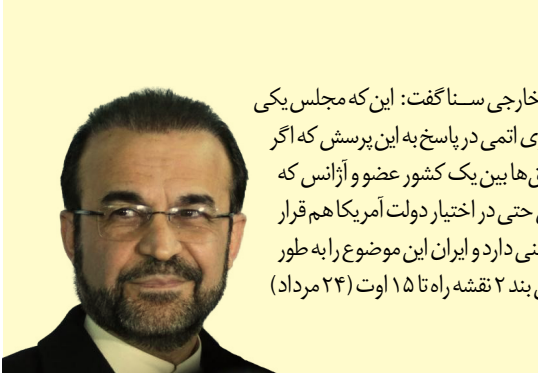 خارجی سنا گفت: این که مجلس یکی
ی اتمی در پاسخ به این پرسش که اگر
ق‌ها بین یک کشور عضو و آژانس که
حتی در اختیار دولت آمریکا هم قرار
نی دارد و ایران این موضوع را به طور
بند ۲ نقشه راه تا ۱۵ اوت (۲۴ مرداد)